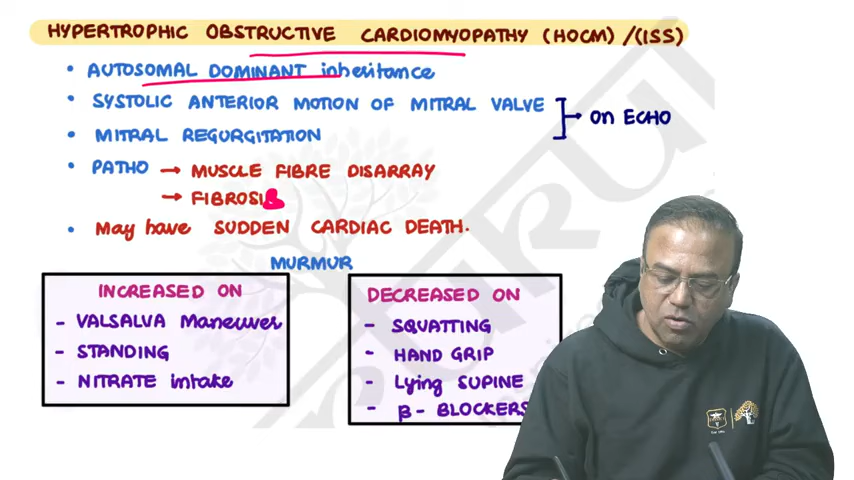 HYPERTROPHIC OBSTRUCTIVE CARDIOMYOPATHY (HOCM) /(ISS)
• AUTOSOMAL DOMINANT inheritance
• SYSTOLIC ANTERIOR MOTION OF MITRAL VALVE
• MITRAL REGURGITATION
→ ON ECHO
• PATHO → MUSCLE FIBRE DISARRAY
→ FIBROSIS
• May have SUDDEN CARDIAC DEATH.
MURMUR
INCREASED ON
- VALSALVA Maneuver
- STANDING
- NITRATE intake
DECREASED ON
- SQUATTING
- HAND GRIP
- Lying SUPINE
- β - BLOCKERS